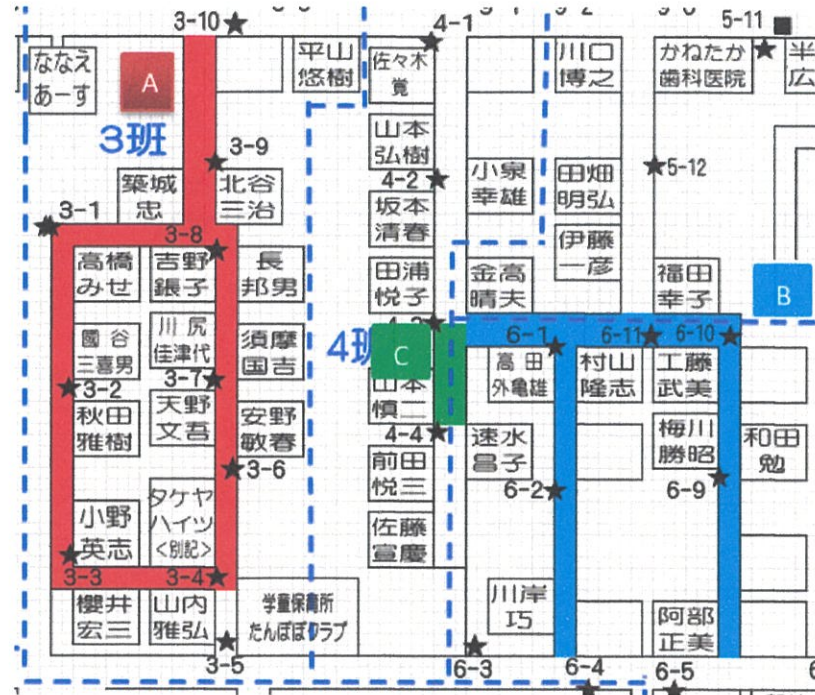 3-10
4-1
9-2
5-11
ななえ
あーす
A
平山
悠樹
佐々木
覚
川口
博之
かねたか
歯科医院
半
広
3班
3-9
山本
弘樹
5-12
築城
忠
北谷
三治
4-2
小泉
幸雄
田畑
明弘
3-1
3-8
坂本
清春
伊藤
一彦
高橋
みせ
吉野
鋹子
長
邦男
田浦
悦子
金高
晴夫
福田
幸子
B
國谷
三喜男
川尻
佳津代
須摩
国吉
4班
C
6-1
6-11
6-10
3-2
3-7
山本
慎二
高田
外亀雄
村山
隆志
工藤
武美
秋田
雅樹
天野
文吾
安野
敏春
4-4
速水
昌子
梅川
勝昭
和田
勉
3-6
前田
悦三
6-2
6-9
小野
英志
タケヤ
ハイツ
<別記>
佐藤
宣慶
3-3
3-4
櫻井
宏三
山内
雅弘
学童保育所
たんぽぽクラブ
川岸
巧
阿部
正美
3-5
6-3
6-4
6-5